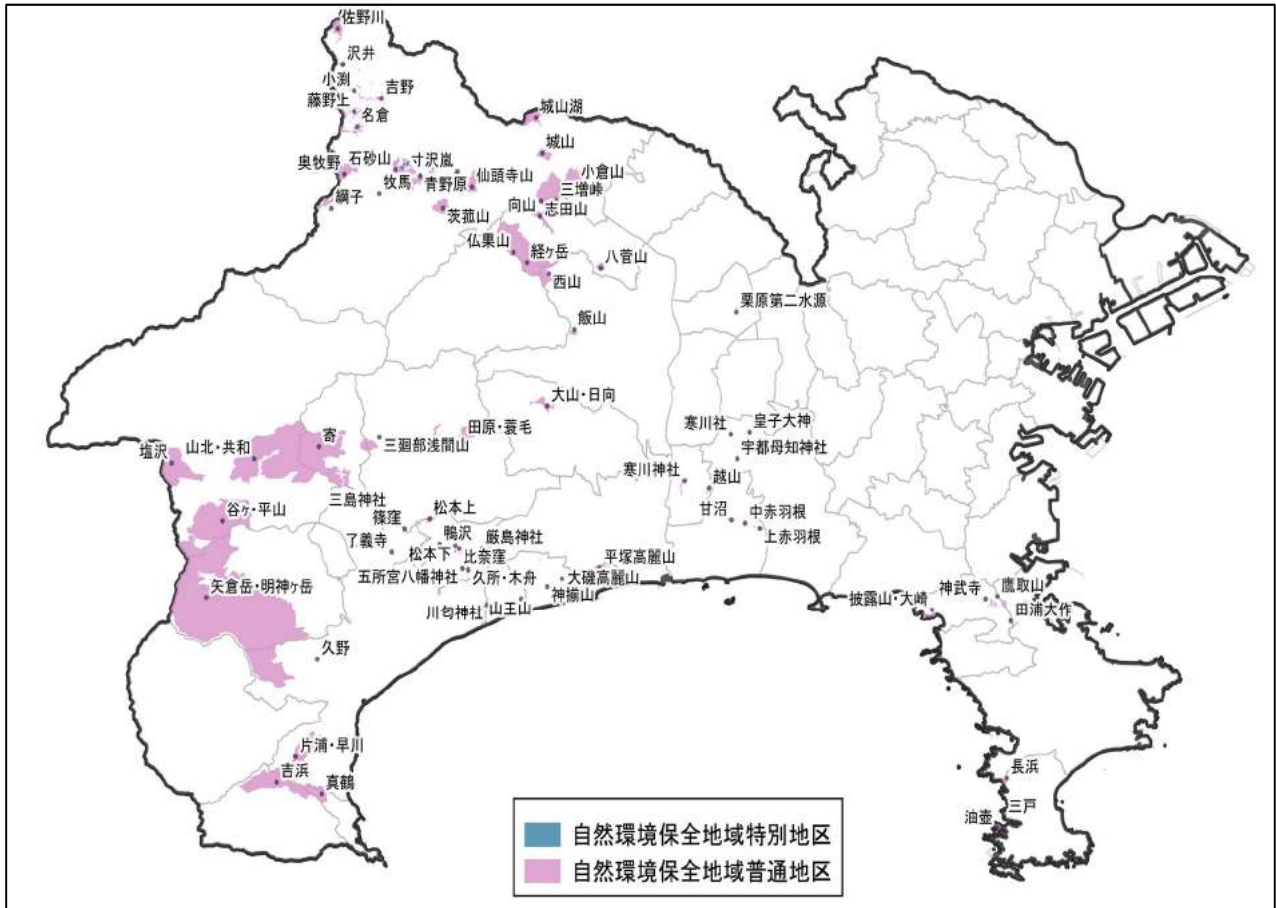 佐野川
沢井
小渕
吉野
藤野上
名倉
城山湖
城山
奥牧野
石砂山
寸沢嵐
小倉山
牧馬
青野原
仙頭寺山
三増峠
綱子
茨菰山
向山
志田山
仏果山
経ヶ岳
八菅山
西山
栗原第二水源
飯山
大山・日向
寒川社
皇子大神
田原・蓑毛
宇都母知神社
塩沢
山北・共和
寄
三廻部浅間山
寒川神社
越山
谷ヶ・平山
三島神社
松本上
篠窪
甘沼
中赤羽根
上赤羽根
了義寺
鴨沢
厳島神社
松本下
比奈窪
平塚高麗山
五所宮八幡神社
久所・木舟
大磯高麗山
神揃山
川匂神社
山王山
矢倉岳・明神ヶ岳
披露山・大崎
神武寺
鷹取山
田浦大作
久野
片浦・早川
吉浜
真鶴
長浜
三戸
油壷
自然環境保全地域特別地区
自然環境保全地域普通地区